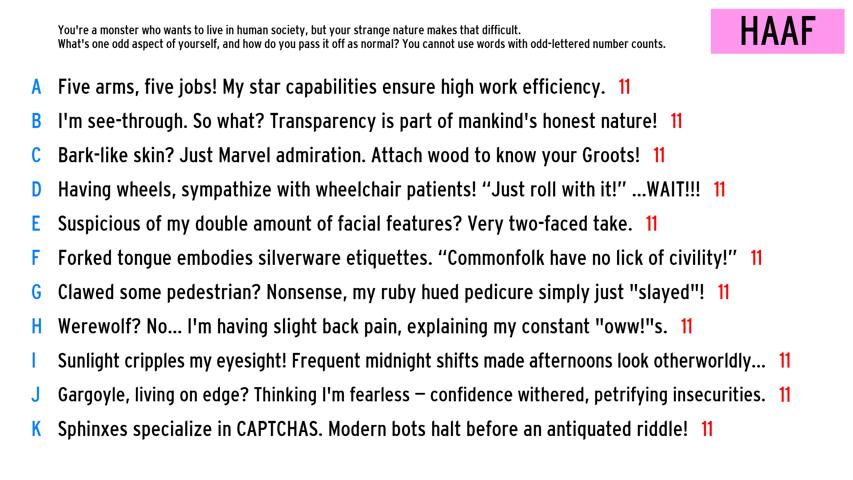 You're a monster who wants to live in human society, but your strange nature makes that difficult.
What's one odd aspect of yourself, and how do you pass it off as normal? You cannot use words with odd-lettered number counts.
HAAF
A Five arms, five jobs! My star capabilities ensure high work efficiency. 11
B I'm see-through. So what? Transparency is part of mankind's honest nature! 11
C Bark-like skin? Just Marvel admiration. Attach wood to know your Groots! 11
D Having wheels, sympathize with wheelchair patients! “Just roll with it!” ...WAIT!!! 11
E Suspicious of my double amount of facial features? Very two-faced take. 11
F Forked tongue embodies silverware etiquettes. “Commonfolk have no lick of civility!” 11
G Clawed some pedestrian? Nonsense, my ruby hued pedicure simply just "slayed"! 11
H Werewolf? No... I'm having slight back pain, explaining my constant "oww!"s. 11
I Sunlight cripples my eyesight! Frequent midnight shifts made afternoons look otherworldly... 11
J Gargoyle, living on edge? Thinking I'm fearless – confidence withered, petrifying insecurities. 11
K Sphinxes specialize in CAPTCHAS. Modern bots halt before an antiquated riddle! 11